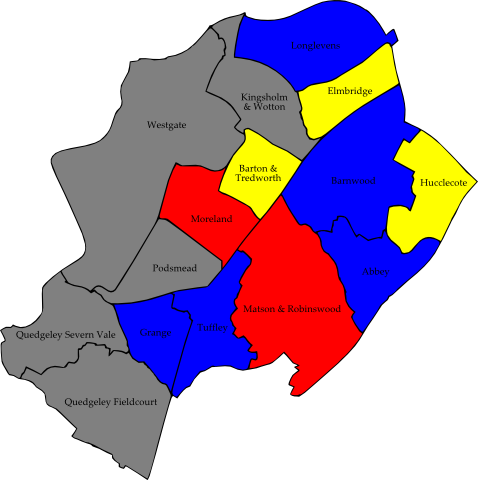 Longlevens
Elmbridge
Kingsholm
& Wotton
Westgate
Barton &
Tredworth
Barnwood
Hucclecote
Moreland
Podsmead
Abbey
Matson & Robinswood
Grange
Tuffley
Quedgeley Severn Vale
Quedgeley Fieldcourt